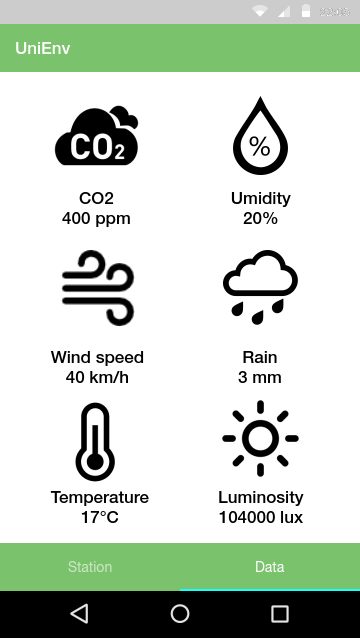 UniEnv
CO2
%
CO2
400 ppm
Umidity
20%
Wind speed
40 km/h
Rain
3 mm
Temperature
17°C
Luminosity
104000 lux
Station
Data